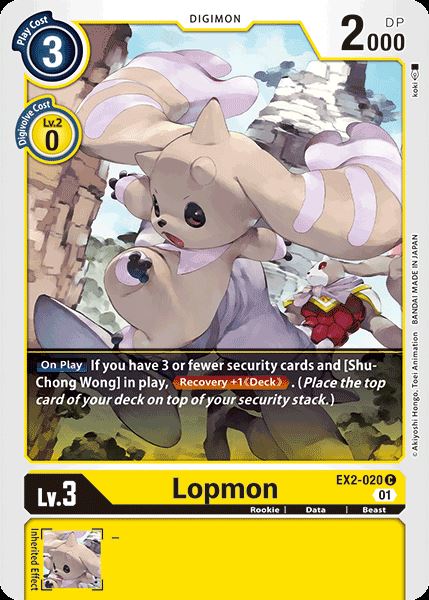 Play Cost
3
DIGIMON
DP
2000
Digivolve Cost
Lv.2
0
koki
©Akiyoshi Hongo, Toei Animation BANDAI MADE IN JAPAN
On Play If you have 3 or fewer security cards and [Shu-
Chong Wong] in play, Recovery +1《Deck》. (Place the top
card of your deck on top of your security stack.)
EX2-020 C
Lv.3 Lopmon 01
Rookie | Data | Beast
Inherited Effect
–